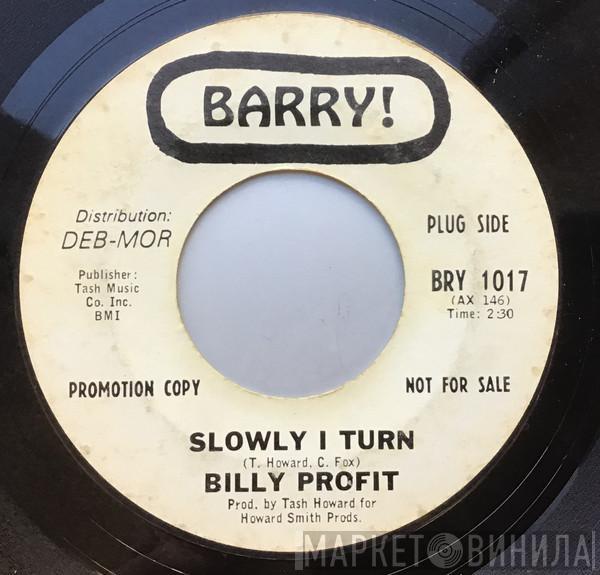 BARRY!
Distribution:
DEB-MOR
PLUG SIDE
Publisher:
Tash Music
Co. Inc.
BMI
BRY 1017
(AX 146)
Time: 2:30
PROMOTION COPY
NOT FOR SALE
SLOWLY I TURN
(T. Howard, C. Fox)
BILLY PROFIT
Prod. by Tash Howard for
Howard Smith Prods.
МАРКЕТ ВИНИЛА